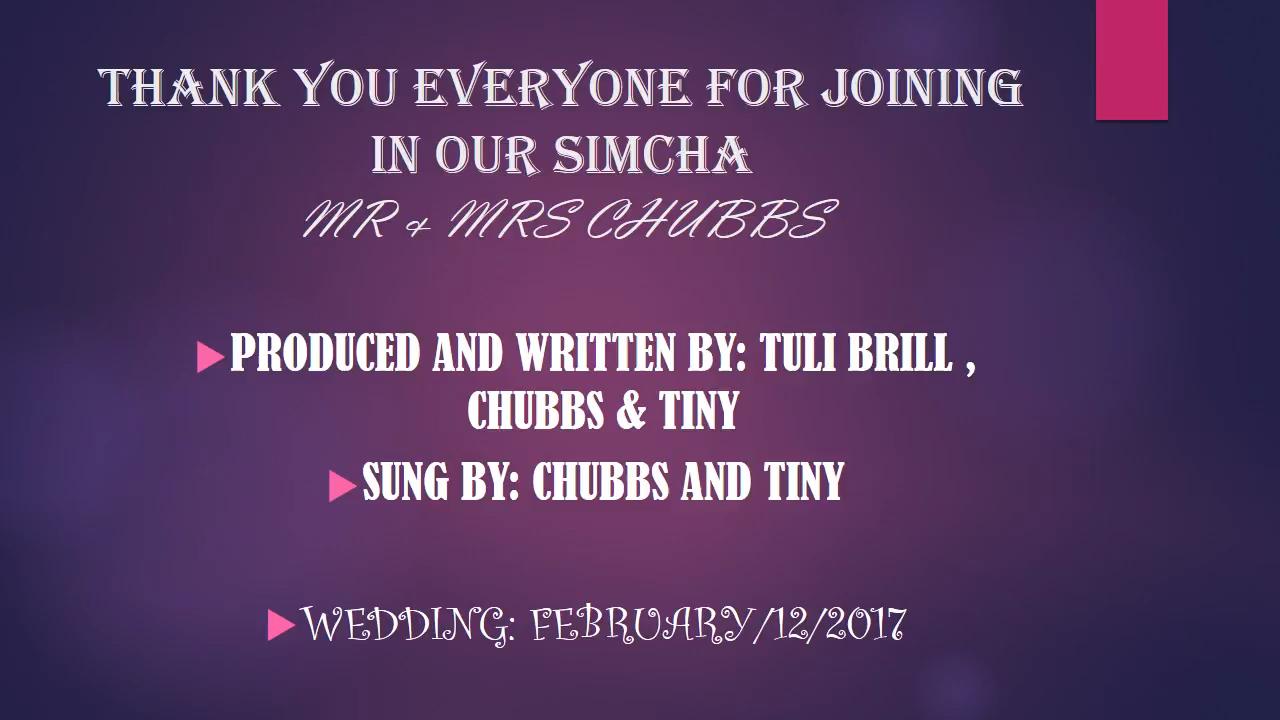 THANK YOU EVERYONE FOR JOINING
IN OUR SIMCHA
MR & MRS CHUBBS
PRODUCED AND WRITTEN BY: TULI BRILL ,
CHUBBS & TINY
SUNG BY: CHUBBS AND TINY
WEDDING: FEBRUARY/12/2017